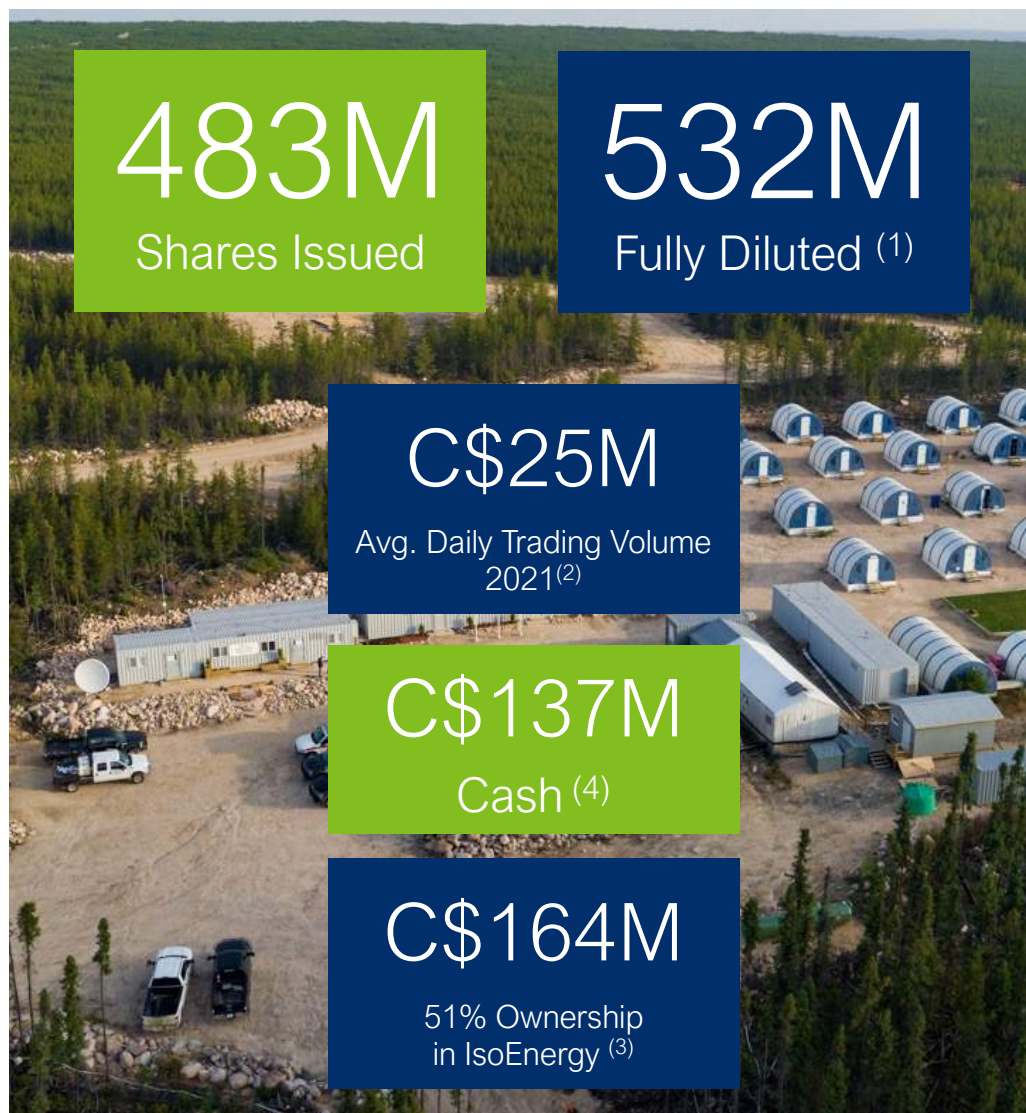 483M
Shares Issued
532M
Fully Diluted (1)
C$25M
Avg. Daily Trading Volume
2021(2)
C$137M
Cash (4)
C$164M
51% Ownership
in IsoEnergy (3)